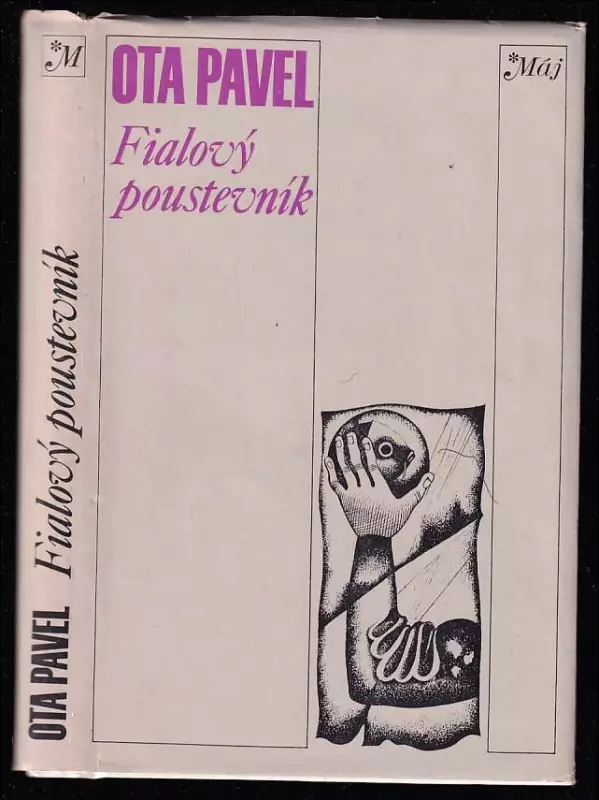 *M
OTA PAVEL
Fialový
poustevník
*Máj
OTA PAVEL Fialový poustevník